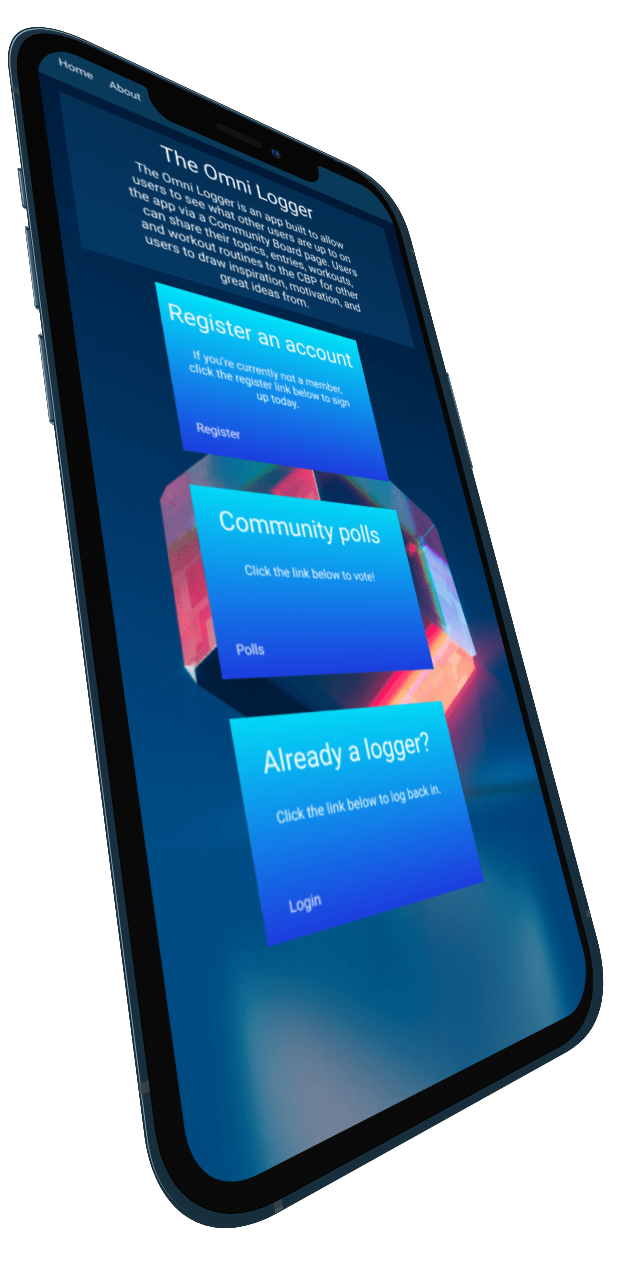 Home About
The Omni Logger
The Omni Logger is an app built to allow
users to see what other users are up to on
the app via a Community Board page. Users
can share their topics, entries, workouts,
and workout routines to the CBP for other
users to draw inspiration, motivation, and
great ideas from.
Register an account
If you're currently not a member,
click the register link below to sign
up today.
Register
Community polls
Click the link below to vote!
Polls
Already a logger?
Click the link below to log back in.
Login